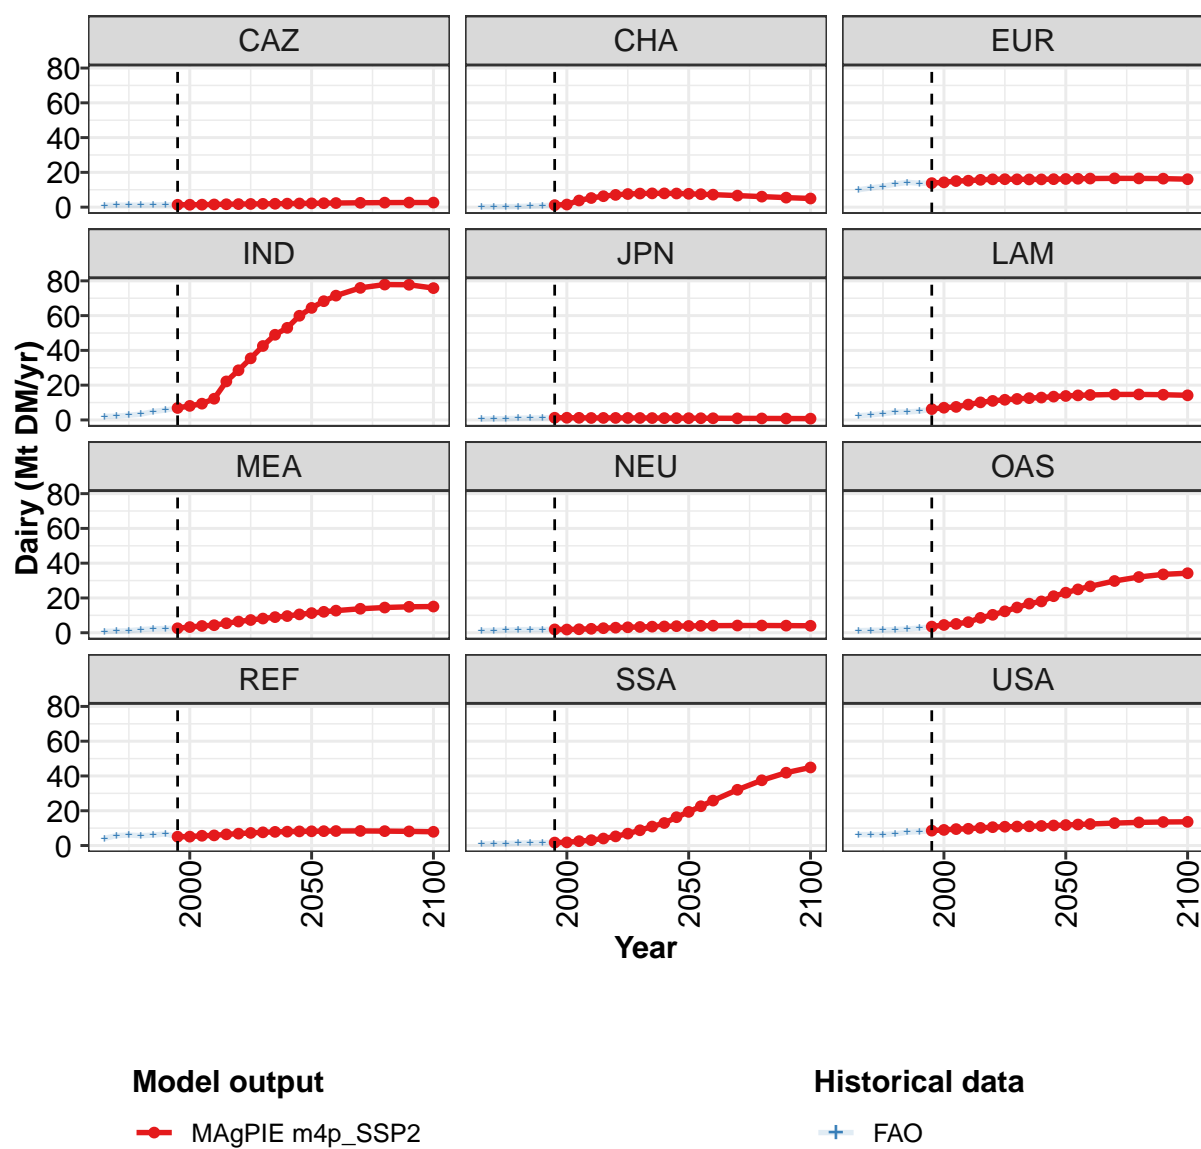 CAZ CHA EUR
80
60
40
20
0
IND JPN LAM
80
60
40
20
0
MEA NEU OAS
80
60
40
20
0
REF SSA USA
80
60
40
20
0
Dairy (Mt DM/yr)
2000 2050 2100 2000 2050 2100 2000 2050 2100
Year
Model output Historical data
MAgPIE m4p_SSP2 FAO